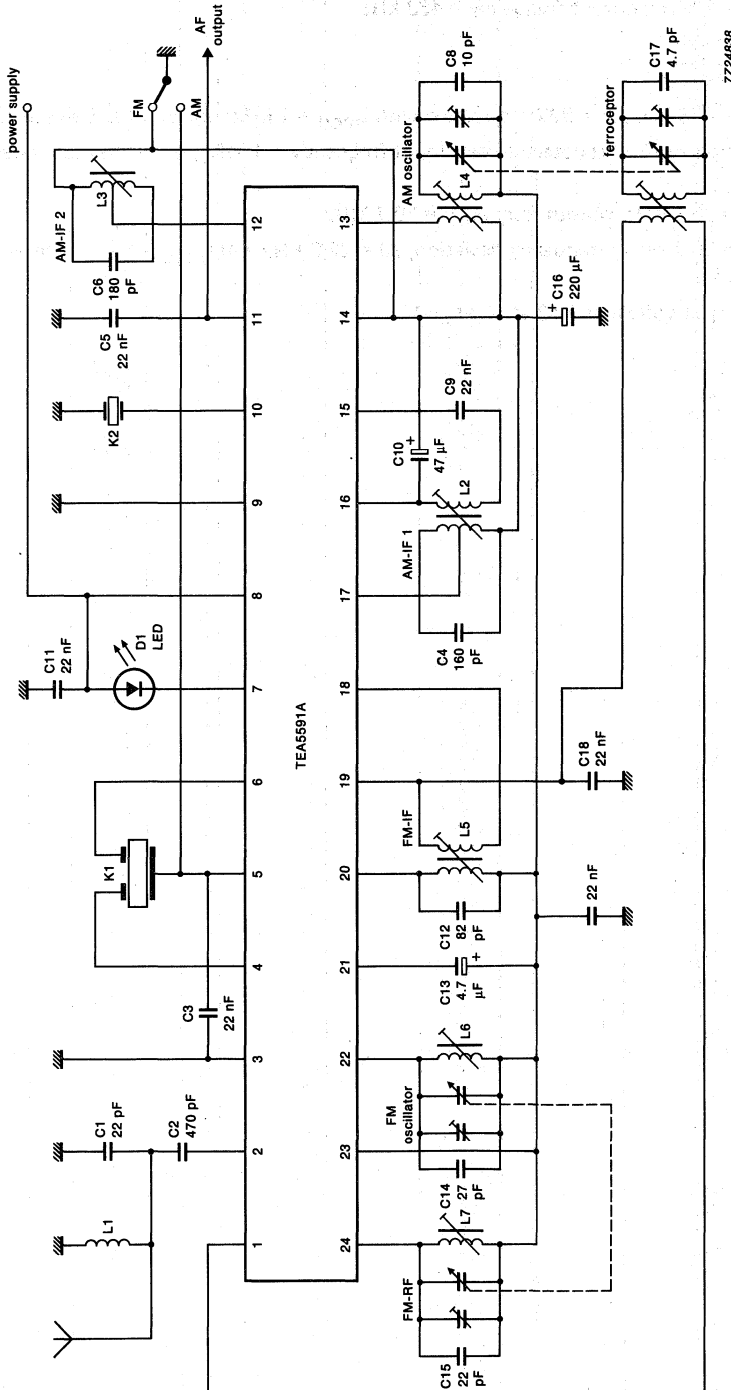 power supply
FM
AM
AF
output
AM-IF 2
L3
C6
180
pF
C5
22 nF
K2
C11
22 nF
D1
LED
K1
C3
22 nF
C1
22 pF
C2
470 pF
L1
1
2
3
4
5
6
7
8
9
10
11
12
TEA5591A
24
23
22
21
20
19
18
17
16
15
14
13
AM oscillator
C8
10 pF
L4
C17
4.7 pF
ferroceptor
C16
220 µF
+
C9
22 nF
C10
47 µF
+
L2
AM-IF 1
C4
160
pF
C18
22 nF
FM-IF
L5
C12
82
pF
22 nF
C13
4.7
µF
+
L6
FM
oscillator
C14
27
pF
L7
FM-RF
C15
22
pF
7Z24838